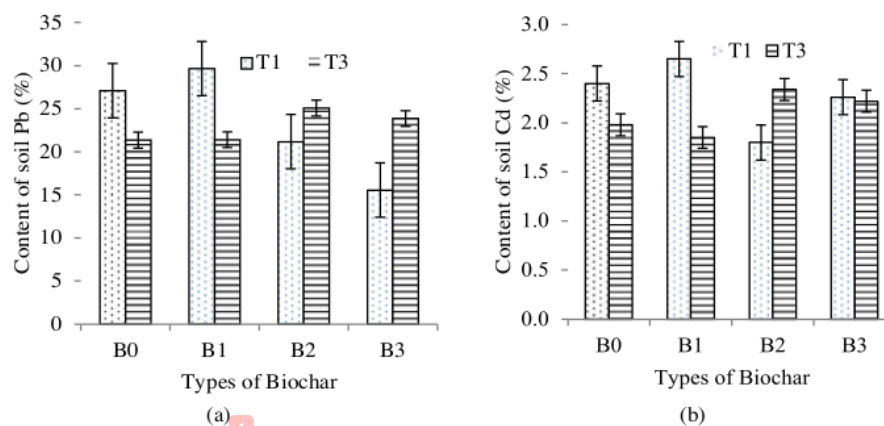 Content of soil Pb (%)
35
30
25
20
15
10
5
0
T1 T3
B0 B1 B2 B3
Types of Biochar
(a)
Content of soil Cd (%)
3.0
2.5
2.0
1.5
1.0
0.5
0.0
T1 T3
B0 B1 B2 B3
Types of Biochar
(b)